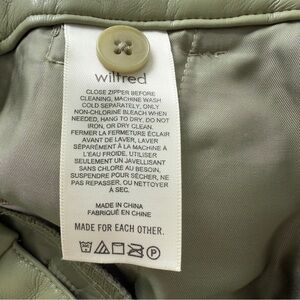 wilfred
CLOSE ZIPPER BEFORE
CLEANING, MACHINE WASH
COLD SEPARATELY, ONLY
NON-CHLORINE BLEACH WHEN
NEEDED, HANG TO DRY, DO NOT
IRON, OR DRY CLEAN.
FERMER LA FERMETURE ÉCLAIR
AVANT DE LAVER, LAVER
SÉPARÉMENT À LA MACHINE À
L'EAU FROIDE, UTILISER
SEULEMENT UN JAVELLISANT
SANS CHLORE AU BESOIN,
SUSPENDRE POUR SÉCHER, NE
PAS REPASSER, OU NETTOYER
À SEC.
MADE IN CHINA
FABRIQUÉ EN CHINE
MADE FOR EACH OTHER.
P